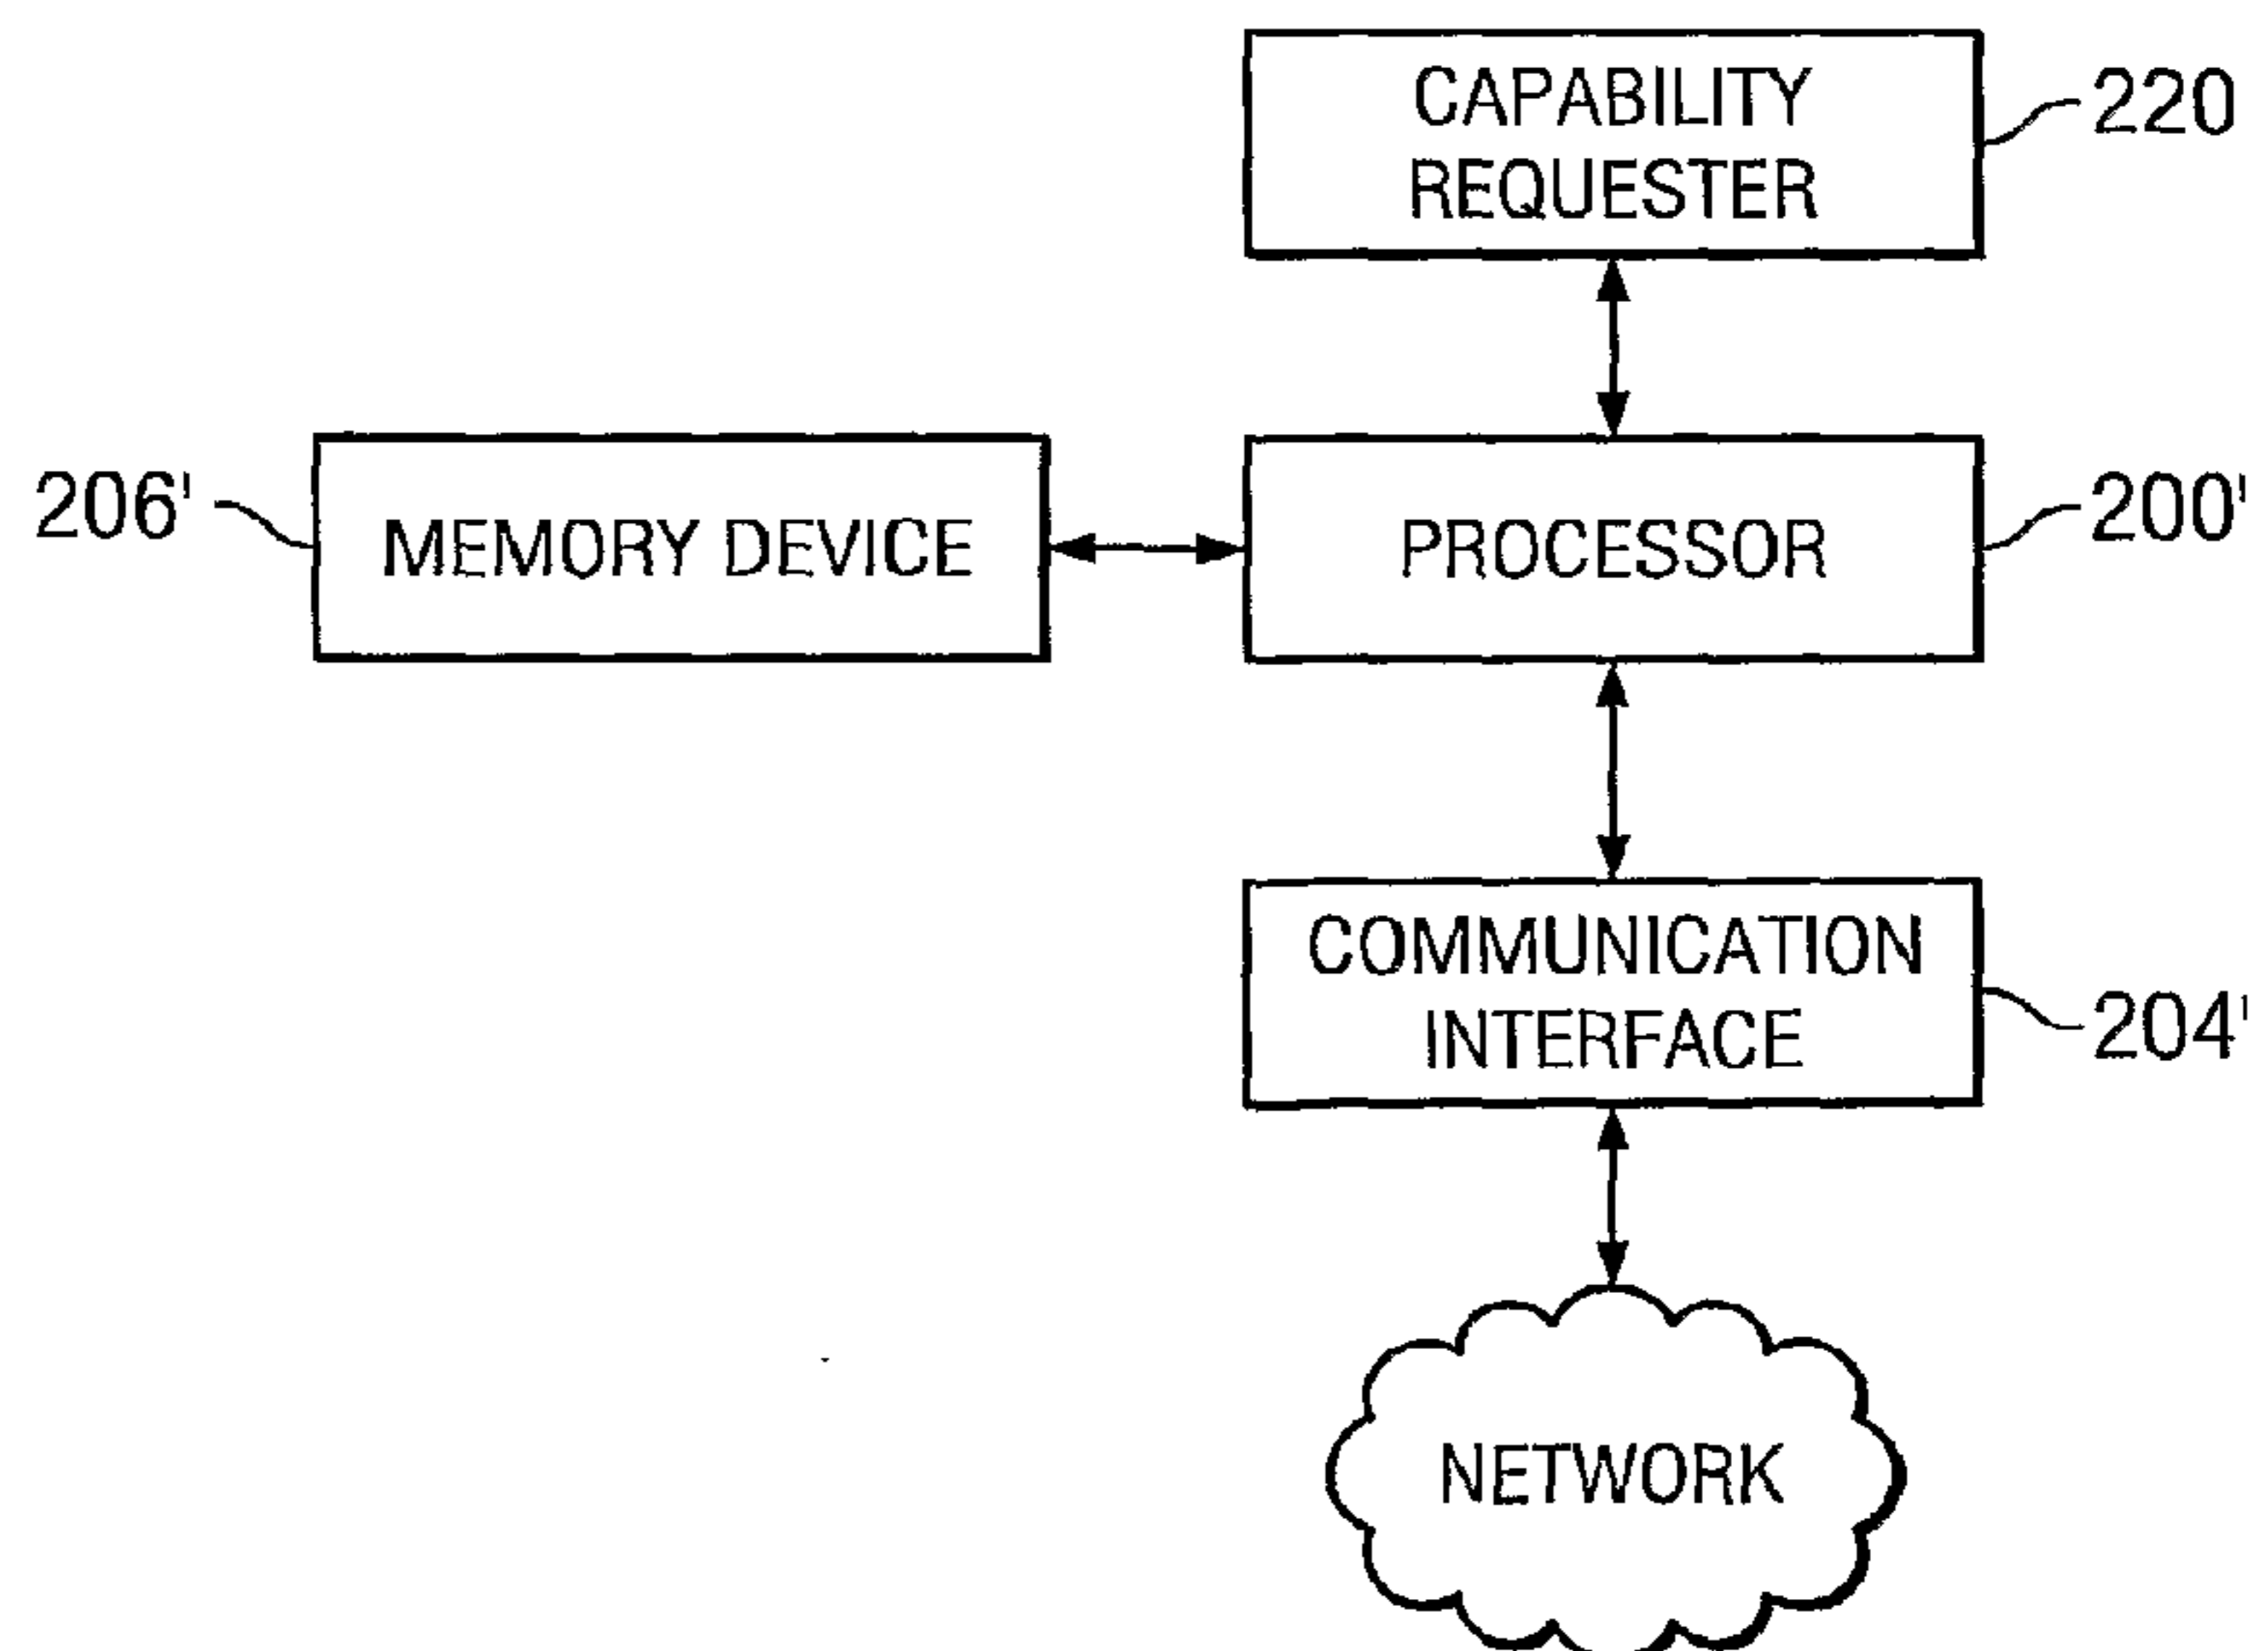 CAPABILITY
REQUESTER
220
206'
MEMORY DEVICE
PROCESSOR
200'
COMMUNICATION
INTERFACE
204'
NETWORK